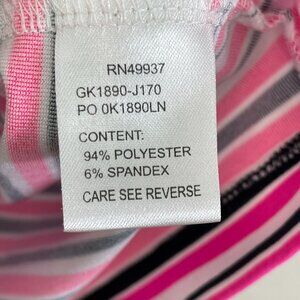 RN49937
GK1890-J170
PO 0K1890LN
CONTENT:
94% POLYESTER
6% SPANDEX
CARE SEE REVERSE